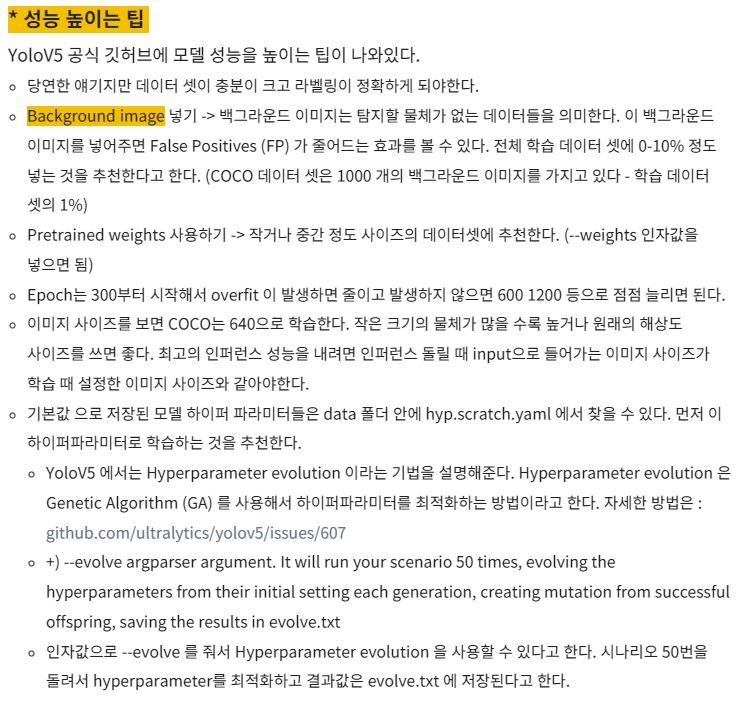 * 성능 높이는 팁
YoloV5 공식 깃허브에 모델 성능을 높이는 팁이 나와있다.
당연한 얘기지만 데이터 셋이 충분이 크고 라벨링이 정확하게 되야한다.
Background image 넣기 -> 백그라운드 이미지는 탐지할 물체가 없는 데이터들을 의미한다. 이 백그라운드
이미지를 넣어주면 False Positives (FP) 가 줄어드는 효과를 볼 수 있다. 전체 학습 데이터 셋에 0-10% 정도
넣는 것을 추천한다고 한다. (COCO 데이터 셋은 1000 개의 백그라운드 이미지를 가지고 있다 - 학습 데이터
셋의 1%)
Pretrained weights 사용하기 -> 작거나 중간 정도 사이즈의 데이터셋에 추천한다. (--weights 인자값을
넣으면 됨)
Epoch는 300부터 시작해서 overfit 이 발생하면 줄이고 발생하지 않으면 600 1200 등으로 점점 늘리면 된다.
이미지 사이즈를 보면 COCO는 640으로 학습한다. 작은 크기의 물체가 많을 수록 높거나 원래의 해상도
사이즈를 쓰면 좋다. 최고의 인퍼런스 성능을 내려면 인퍼런스 돌릴 때 input으로 들어가는 이미지 사이즈가
학습 때 설정한 이미지 사이즈와 같아야한다.
기본값 으로 저장된 모델 하이퍼 파라미터들은 data 폴더 안에 hyp.scratch.yaml 에서 찾을 수 있다. 먼저 이
하이퍼파라미터로 학습하는 것을 추천한다.
YoloV5 에서는 Hyperparameter evolution 이라는 기법을 설명해준다. Hyperparameter evolution 은
Genetic Algorithm (GA) 를 사용해서 하이퍼파라미터를 최적화하는 방법이라고 한다. 자세한 방법은 :
github.com/ultralytics/yolov5/issues/607
+) --evolve argparser argument. It will run your scenario 50 times, evolving the
hyperparameters from their initial setting each generation, creating mutation from successful
offspring, saving the results in evolve.txt
인자값으로 --evolve 를 줘서 Hyperparameter evolution 을 사용할 수 있다고 한다. 시나리오 50번을
돌려서 hyperparameter를 최적화하고 결과값은 evolve.txt 에 저장된다고 한다.